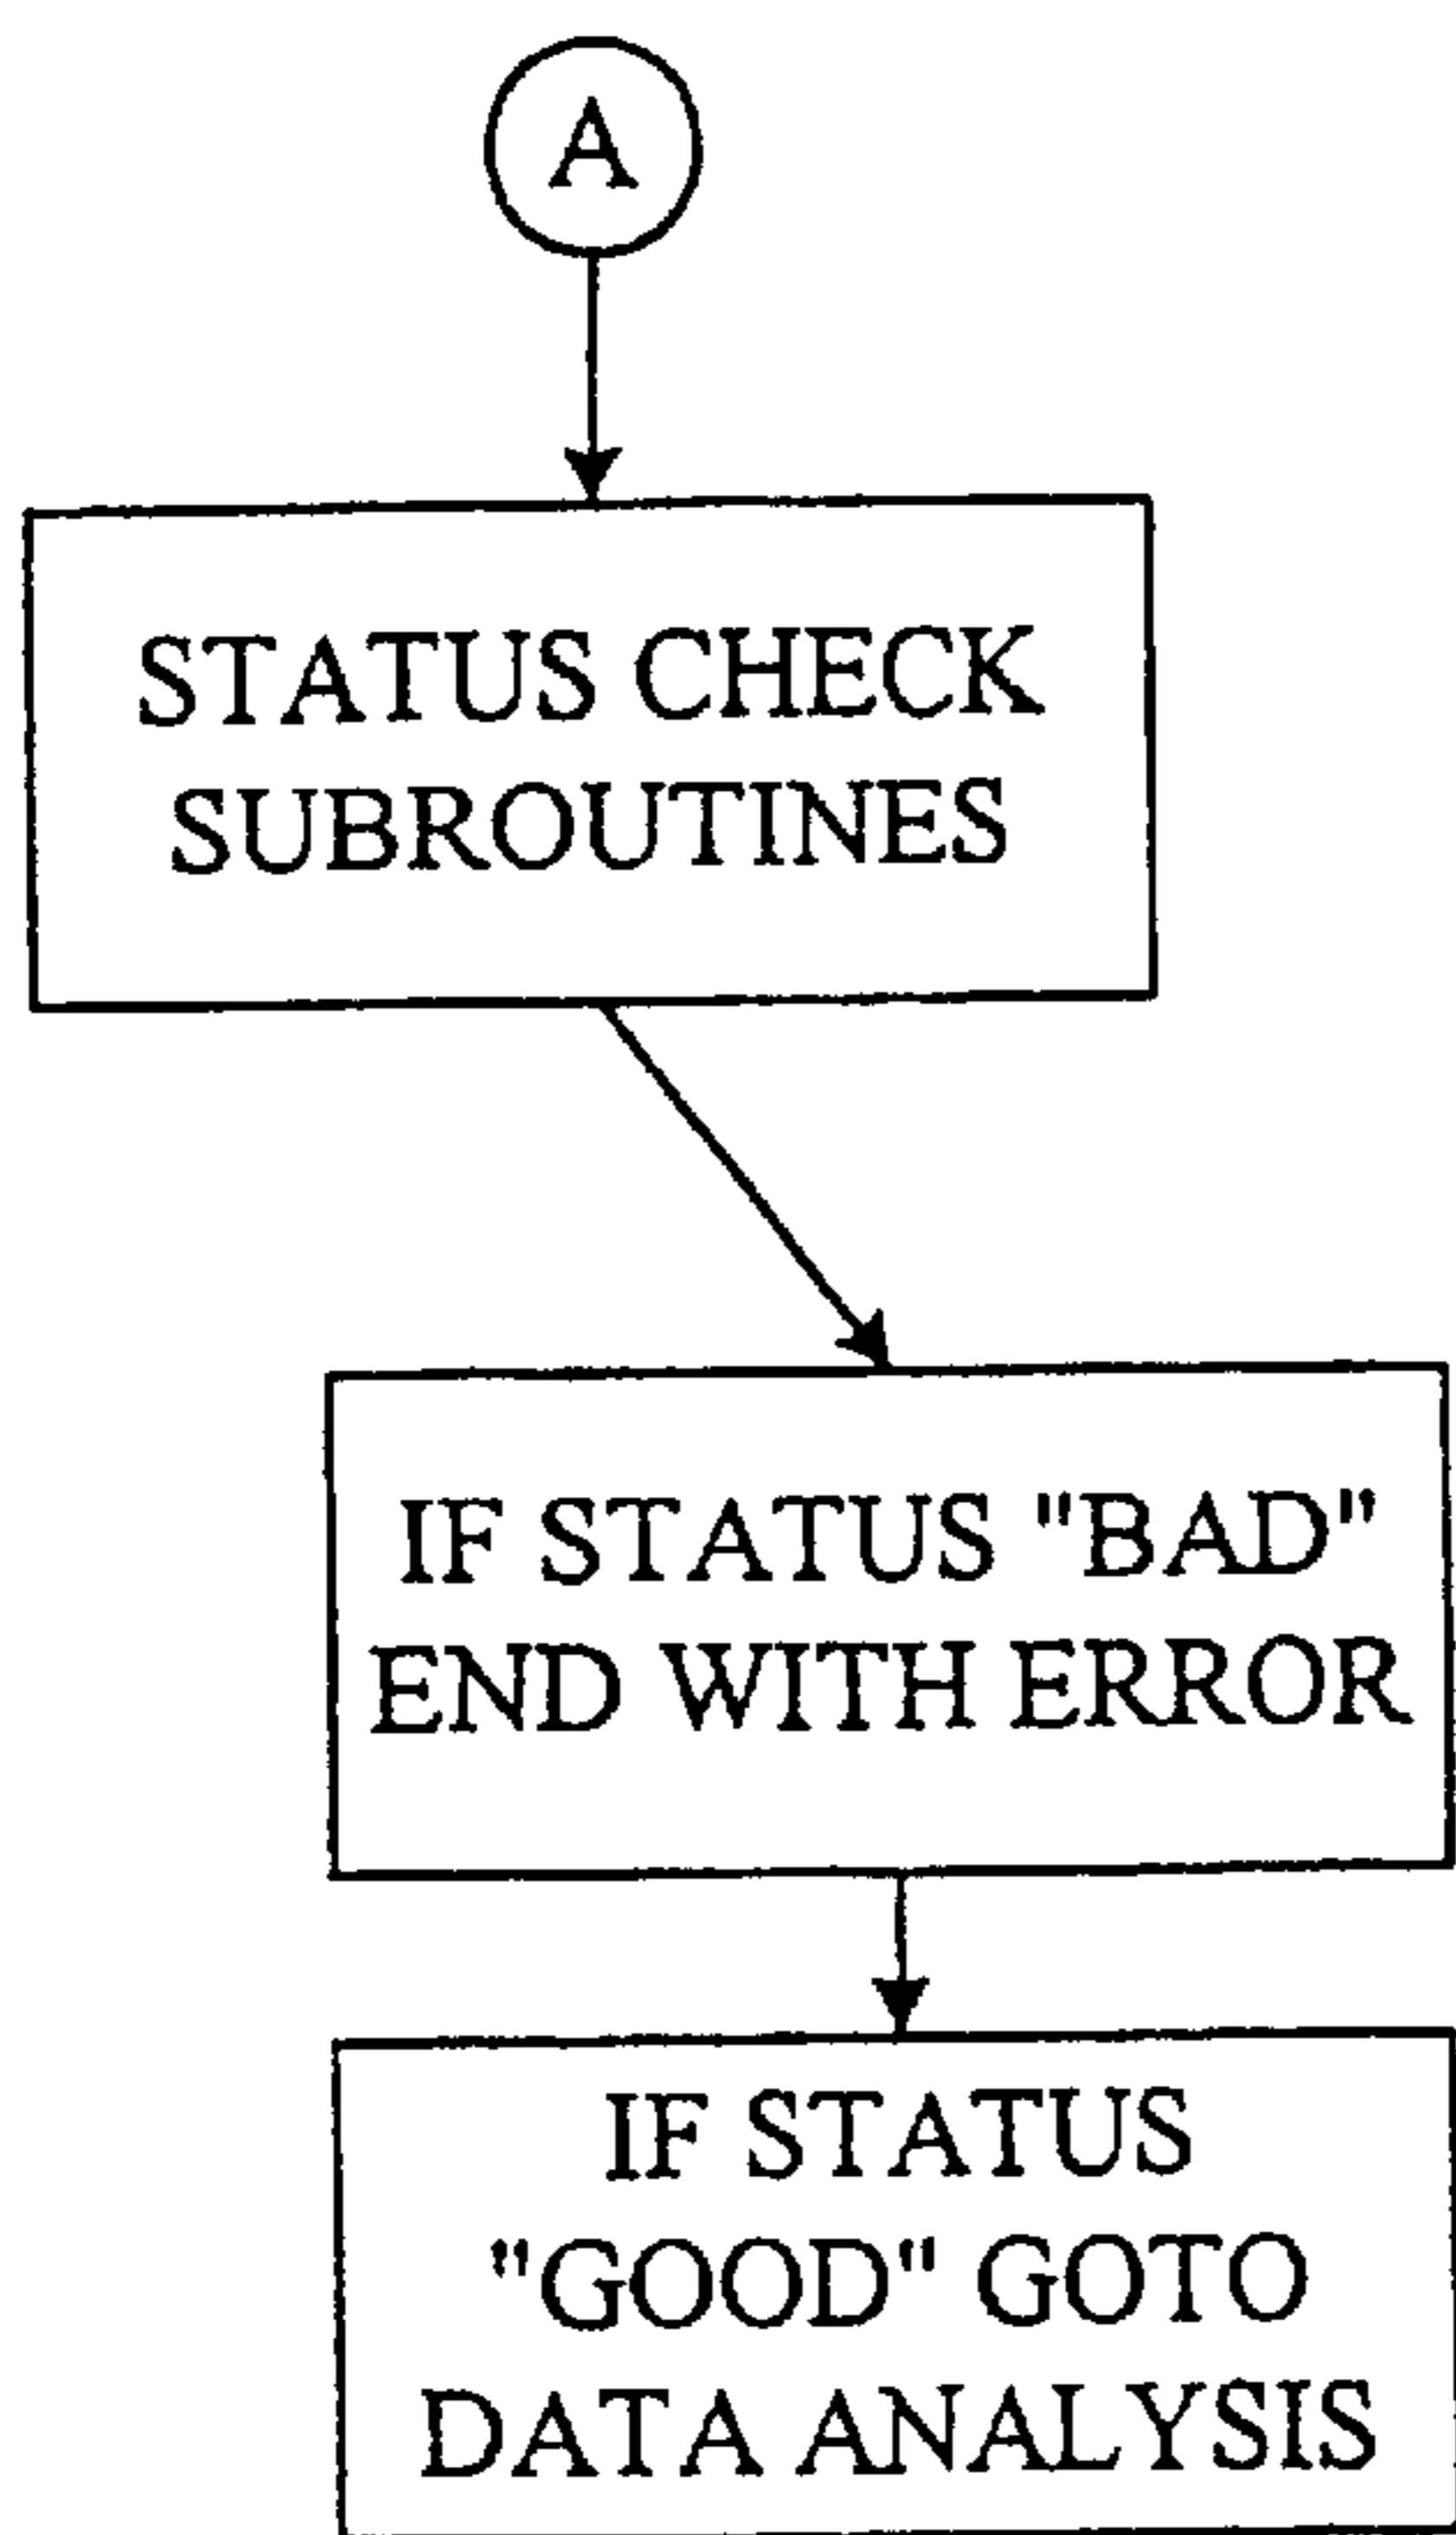 A
STATUS CHECK
SUBROUTINES
IF STATUS "BAD"
END WITH ERROR
IF STATUS
"GOOD" GOTO
DATA ANALYSIS